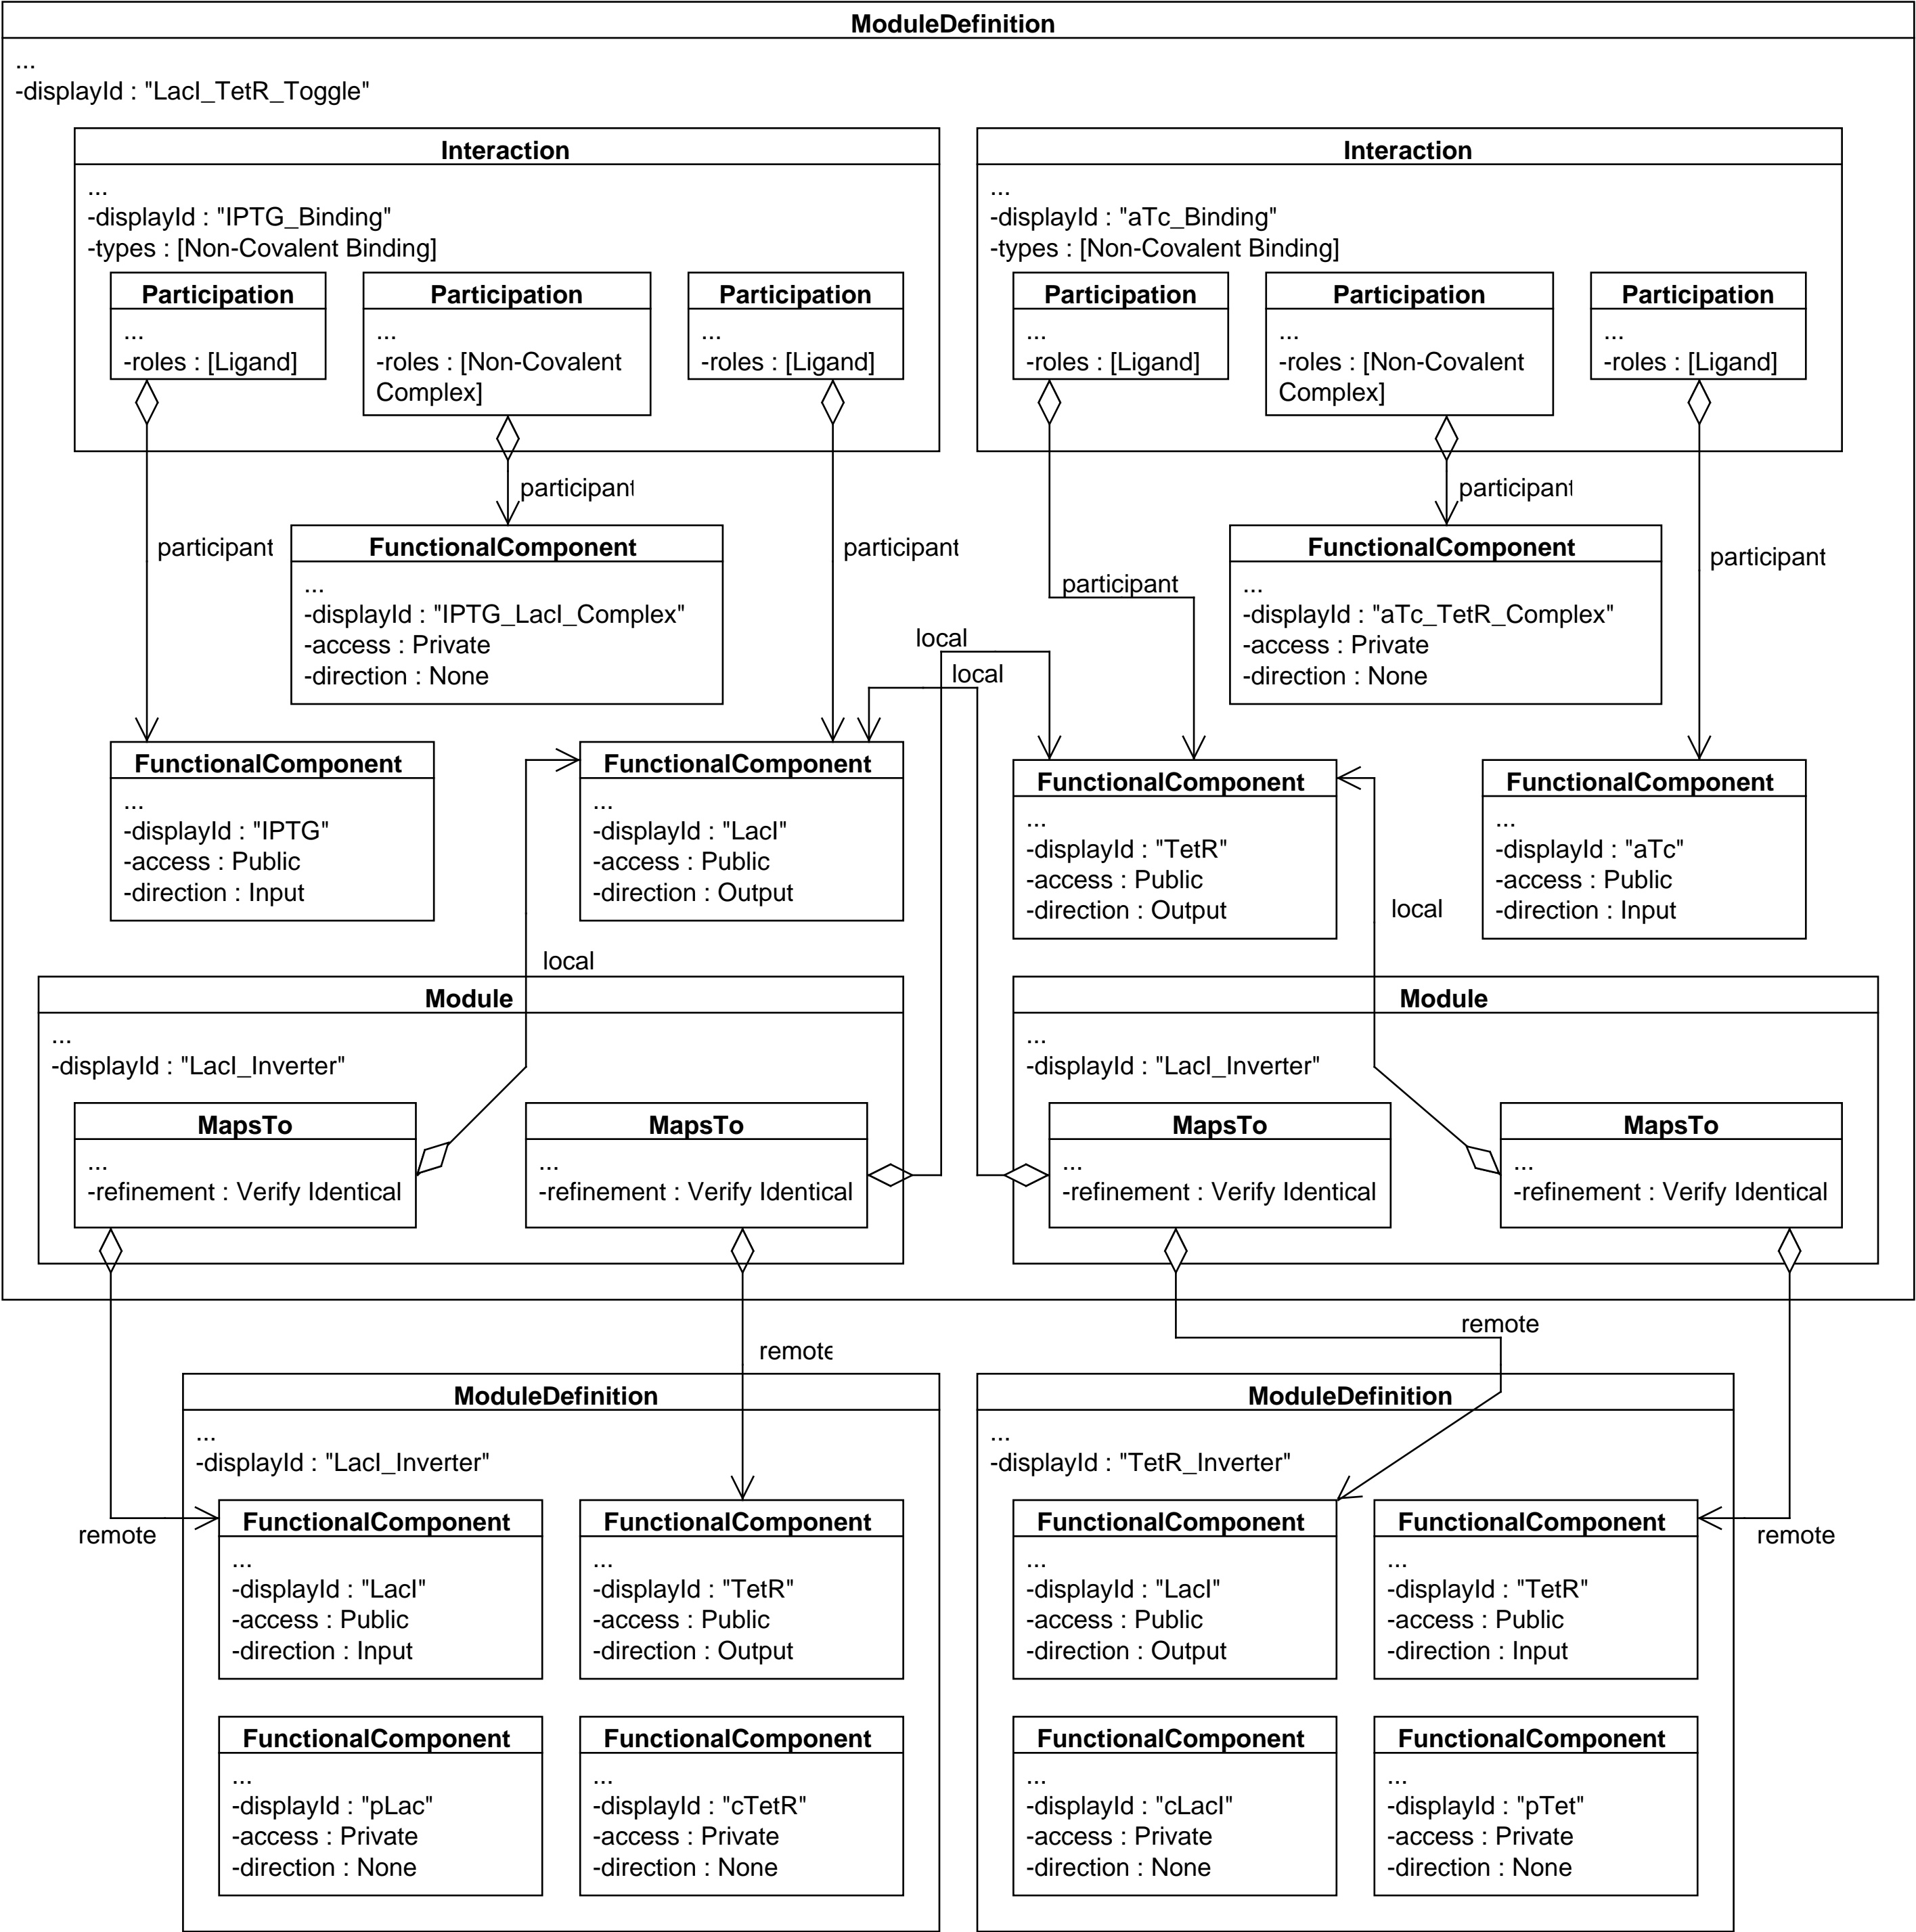 ModuleDefinition
...
-displayId : "LacI_TetR_Toggle"
Interaction
...
-displayId : "IPTG_Binding"
-types : [Non-Covalent Binding]
Participation
...
-roles : [Ligand]
Participation
...
-roles : [Non-Covalent
Complex]
Participation
...
-roles : [Ligand]
Interaction
...
-displayId : "aTc_Binding"
-types : [Non-Covalent Binding]
Participation
...
-roles : [Ligand]
Participation
...
-roles : [Non-Covalent
Complex]
Participation
...
-roles : [Ligand]
participant
participant
participant
participant
participant
participant
FunctionalComponent
...
-displayId : "IPTG_LacI_Complex"
-access : Private
-direction : None
FunctionalComponent
...
-displayId : "aTc_TetR_Complex"
-access : Private
-direction : None
local
local
FunctionalComponent
...
-displayId : "IPTG"
-access : Public
-direction : Input
FunctionalComponent
...
-displayId : "LacI"
-access : Public
-direction : Output
FunctionalComponent
...
-displayId : "TetR"
-access : Public
-direction : Output
FunctionalComponent
...
-displayId : "aTc"
-access : Public
-direction : Input
local
local
Module
...
-displayId : "LacI_Inverter"
MapsTo
...
-refinement : Verify Identical
MapsTo
...
-refinement : Verify Identical
Module
...
-displayId : "LacI_Inverter"
MapsTo
...
-refinement : Verify Identical
MapsTo
...
-refinement : Verify Identical
remote
remote
remote
remote
ModuleDefinition
...
-displayId : "LacI_Inverter"
FunctionalComponent
...
-displayId : "LacI"
-access : Public
-direction : Input
FunctionalComponent
...
-displayId : "TetR"
-access : Public
-direction : Output
FunctionalComponent
...
-displayId : "pLac"
-access : Private
-direction : None
FunctionalComponent
...
-displayId : "cTetR"
-access : Private
-direction : None
ModuleDefinition
...
-displayId : "TetR_Inverter"
FunctionalComponent
...
-displayId : "LacI"
-access : Public
-direction : Output
FunctionalComponent
...
-displayId : "TetR"
-access : Public
-direction : Input
FunctionalComponent
...
-displayId : "cLacI"
-access : Private
-direction : None
FunctionalComponent
...
-displayId : "pTet"
-access : Private
-direction : None